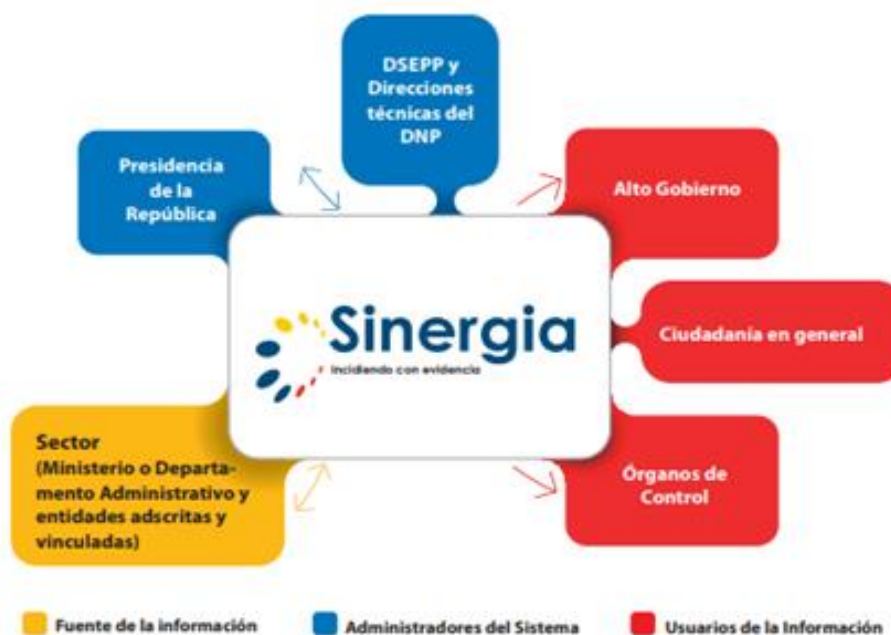 DSEPP y
Direcciones
técnicas del
DNP
Presidencia
de la
República
Alto Gobierno
Sinergia
Incidiendo con evidencia
Ciudadanía en general
Sector
(Ministerio o Departa-
mento Administrativo y
entidades adscritas y
vinculadas)
Órganos de
Control
Fuente de la información
Administradores del Sistema
Usuarios de la Información